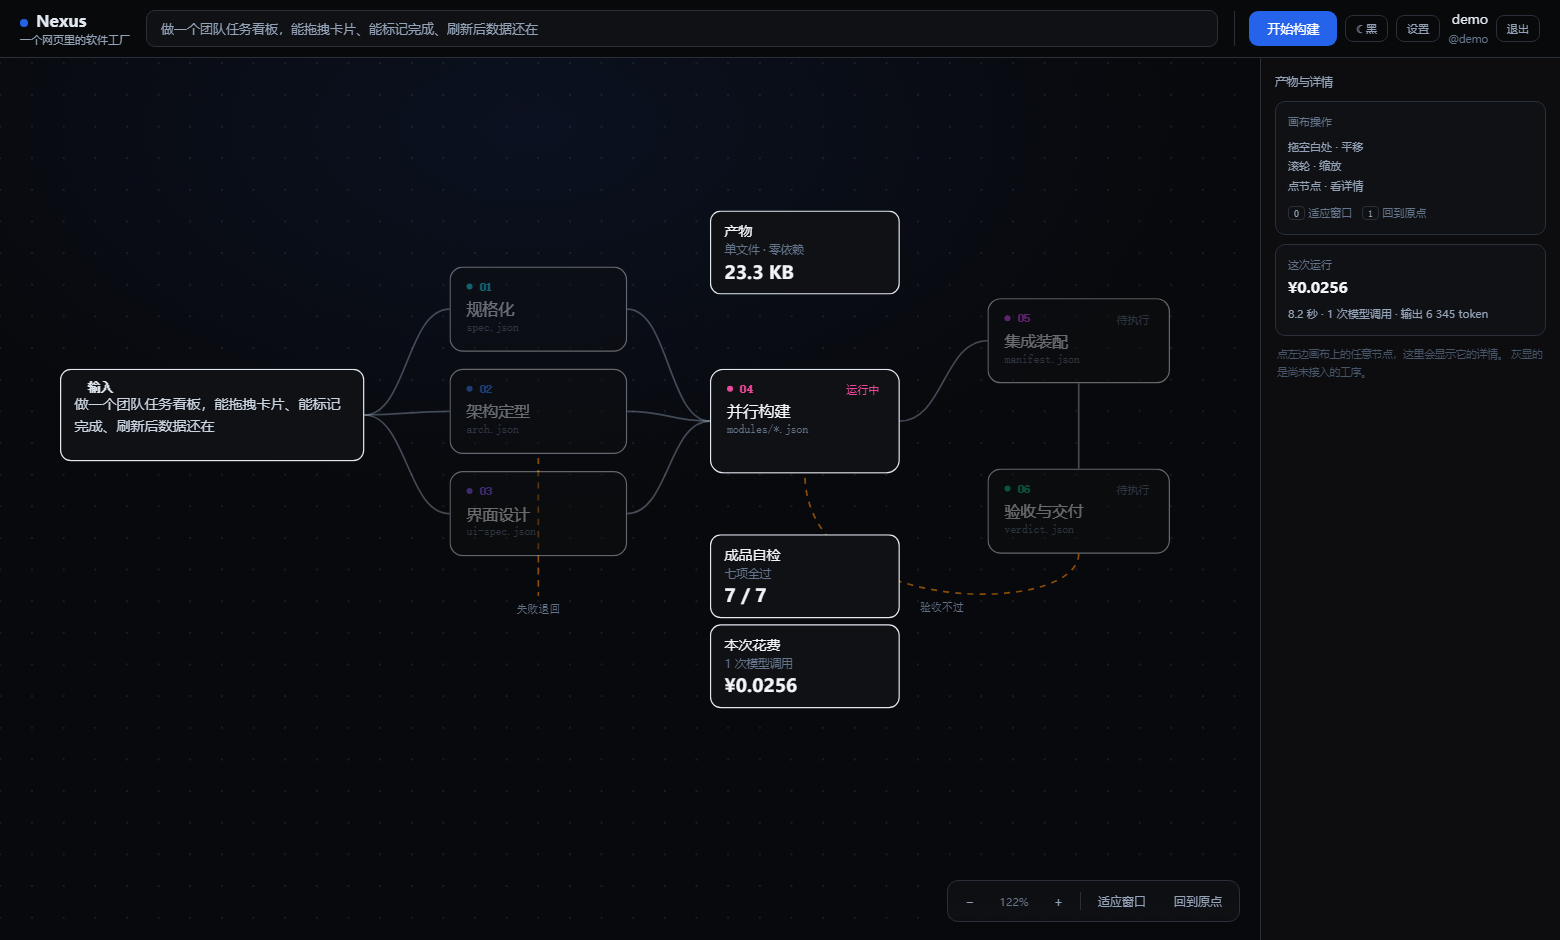 Nexus
一个网页里的软件工厂
做一个团队任务看板，能拖拽卡片、能标记完成、刷新后数据还在
开始构建
☾ 黑
设置
demo
@demo
退出
输入
做一个团队任务看板，能拖拽卡片、能标记
完成、刷新后数据还在
01
规格化
spec.json
02
架构定型
arch.json
03
界面设计
ui-spec.json
失败退回
产物
单文件 · 零依赖
23.3 KB
04
运行中
并行构建
modules/*.json
成品自检
七项全过
7 / 7
本次花费
1 次模型调用
¥0.0256
05
待执行
集成装配
manifest.json
06
待执行
验收与交付
verdict.json
验收不过
− 122% + 适应窗口 回到原点
产物与详情
画布操作
拖空白处 · 平移
滚轮 · 缩放
点节点 · 看详情
0 适应窗口 1 回到原点
这次运行
¥0.0256
8.2 秒 · 1 次模型调用 · 输出 6 345 token
点左边画布上的任意节点，这里会显示它的详情。 灰显的
是尚未接入的工序。